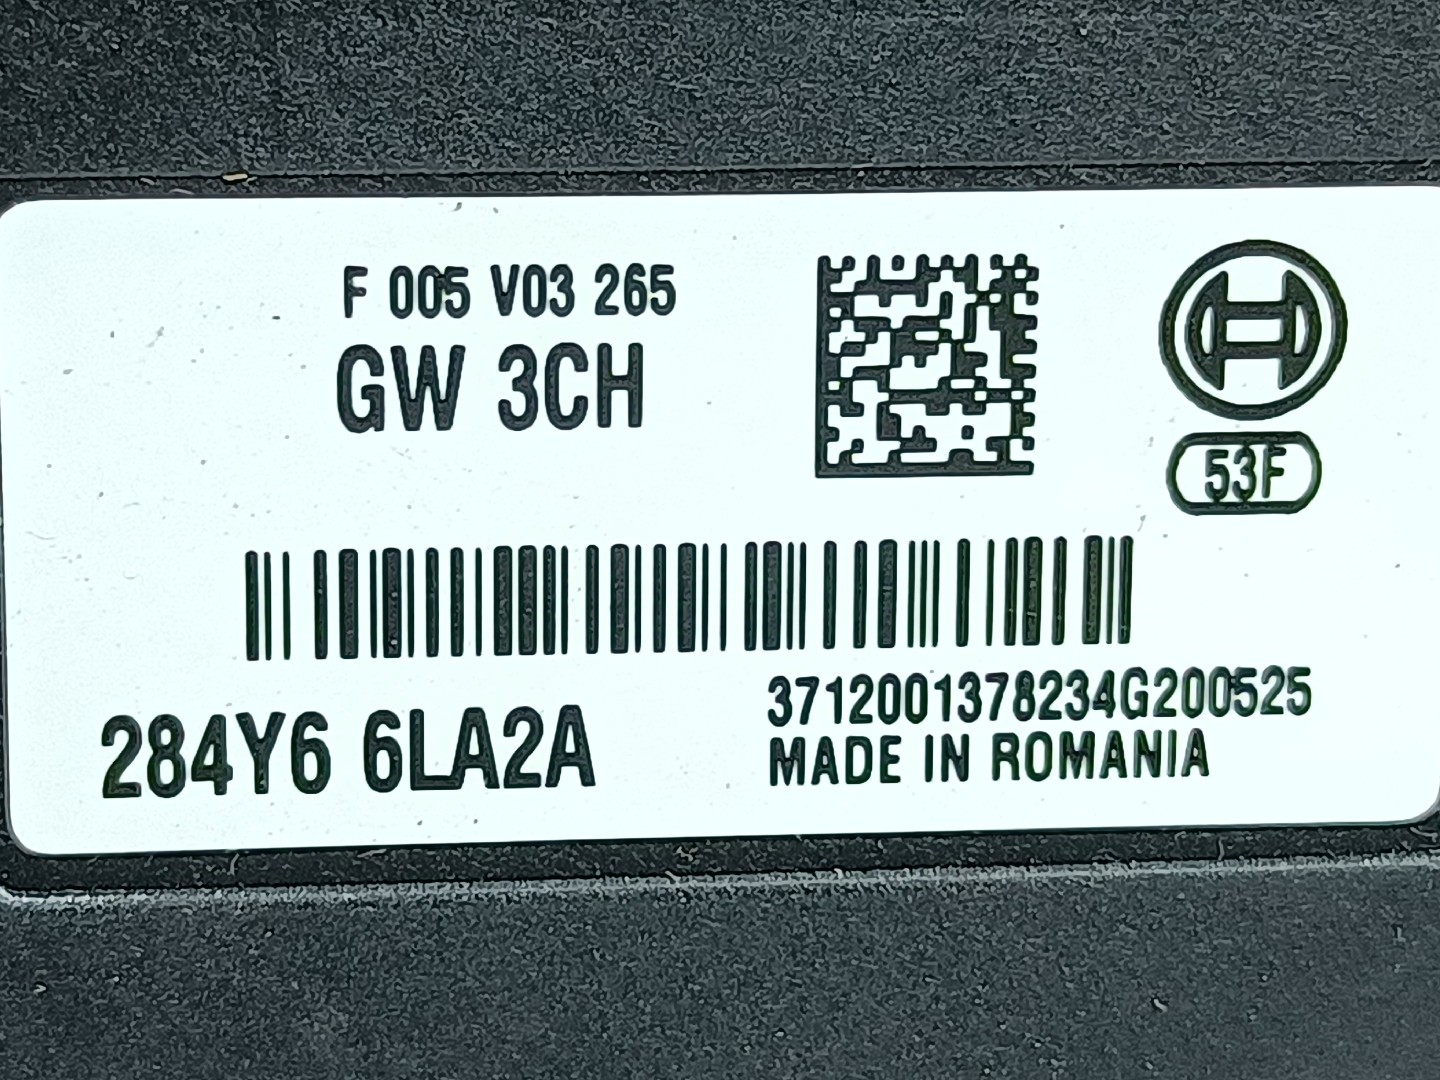 F 005 V03 265
GW 3CH
53F
284Y6 6LA2A
3712001378234G200525
MADE IN ROMANIA